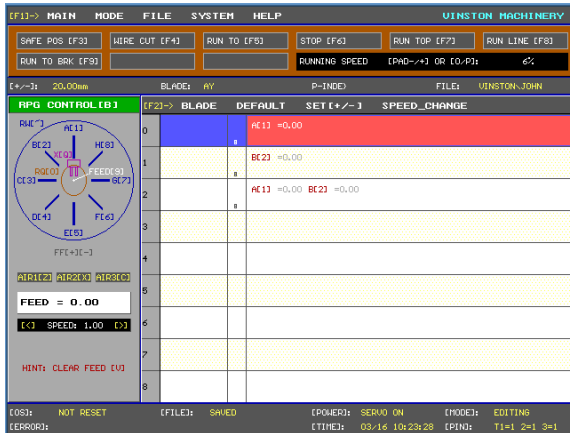 [F1]-> MAIN MODE FILE SYSTEM HELP VINSTON MACHINERY
SAFE POS [F3] WIRE CUT [F4] RUN TO [F5] STOP [F6] RUN TOP [F7] RUN LINE [F8]
RUN TO BRK [F9] RUNNING SPEED [PAD-/+] OR [O/P]: 6%
[+/-]: 20.00mm BLADE: AY P-INDEX) FILE: VINSTON\JOHN
RPG CONTROL[B] [F2]-> BLADE DEFAULT SET[+/-] SPEED_CHANGE
RW[^] A[1] B[2] H[8] X[Q] RG[O] FEED[9] C[3] G[7] D[4] F[6] E[5]
FF[+][-]
AIR1[Z] AIR2[X] AIR3[C]
FEED = 0.00
[<] SPEED: 1.00 [>]
HINT: CLEAR FEED [V]
0 A[1] =0.00
1 B[2] =0.00
2 A[1] =0.00 B[2] =0.00
3
4
5
6
7
8
[OS]: NOT RESET [FILE]: SAVED [POWER]: SERVO ON [MODE]: EDITING
[ERROR]: [TIME]: 03/16 10:23:28 [PIN]: T1=1 2=1 3=1